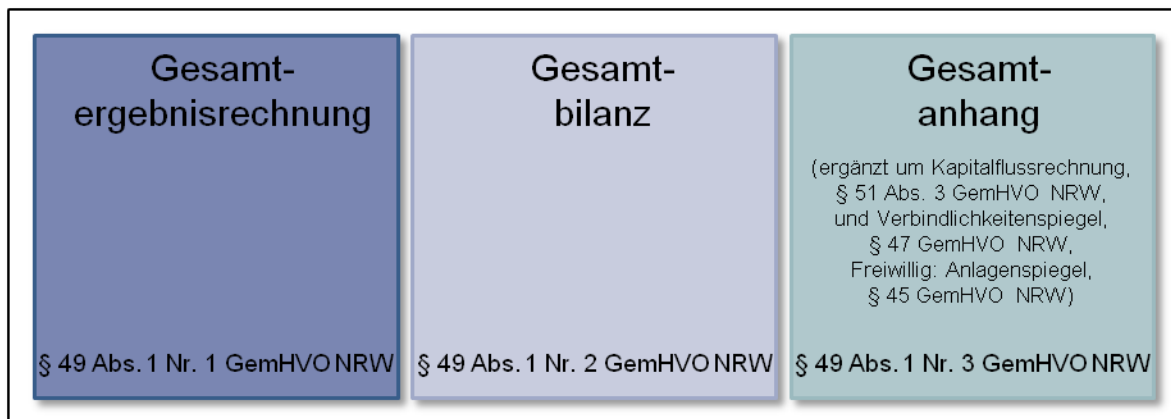 Gesamt-
ergebnisrechnung
§ 49 Abs. 1 Nr. 1 GemHVO NRW
Gesamt-
bilanz
§ 49 Abs. 1 Nr. 2 GemHVO NRW
Gesamt-
anhang
(ergänzt um Kapitalflussrechnung,
§ 51 Abs. 3 GemHVO NRW,
und Verbindlichkeitenspiegel,
§ 47 GemHVO NRW,
Freiwillig: Anlagenspiegel,
§ 45 GemHVO NRW)
§ 49 Abs. 1 Nr. 3 GemHVO NRW